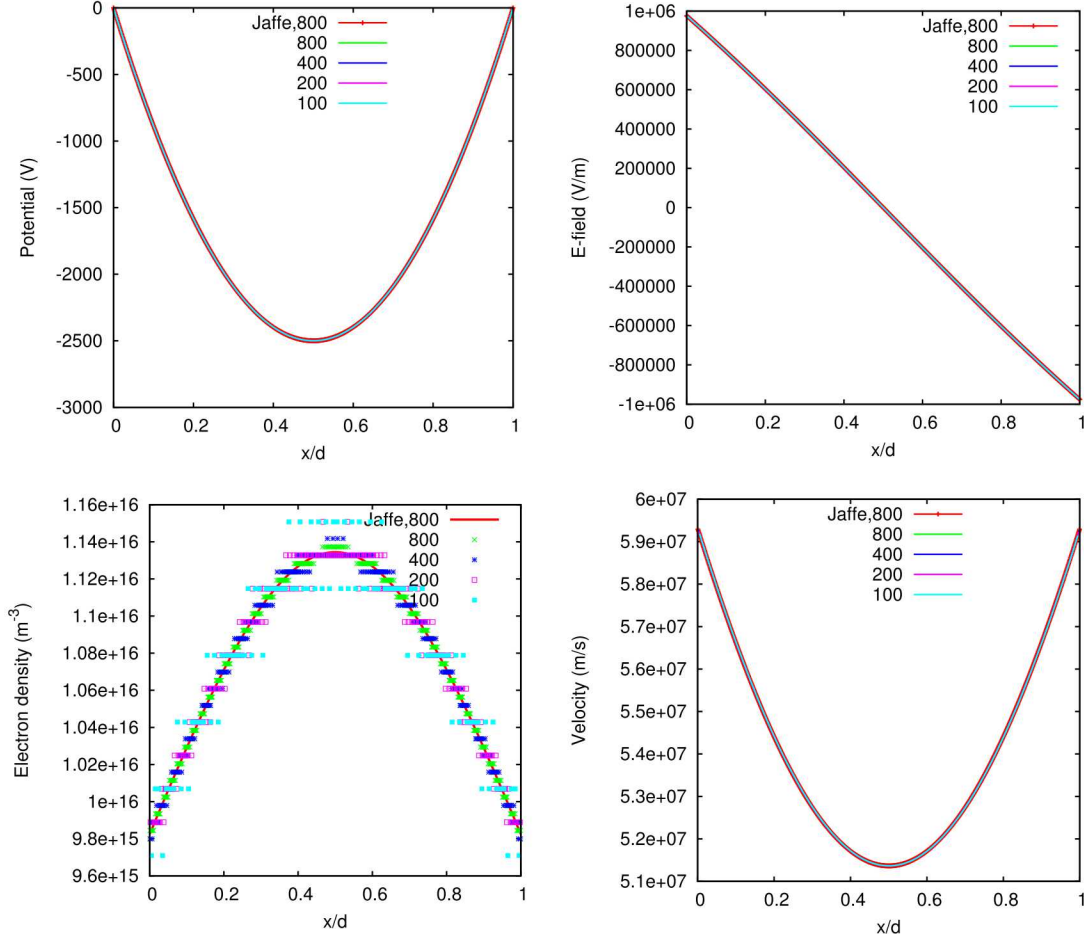 0
-500
-1000
-1500
-2000
-2500
-3000
Potential (V)
0 0.2 0.4 0.6 0.8 1
x/d
Jaffe,800
800
400
200
100
1e+06
800000
600000
400000
200000
0
-200000
-400000
-600000
-800000
-1e+06
E-field (V/m)
0 0.2 0.4 0.6 0.8 1
x/d
Jaffe,800
800
400
200
100
1.16e+16
1.14e+16
1.12e+16
1.1e+16
1.08e+16
1.06e+16
1.04e+16
1.02e+16
1e+16
9.8e+15
9.6e+15
Electron density (m⁻³)
0 0.2 0.4 0.6 0.8 1
x/d
Jaffe,800
800
400
200
100
6e+07
5.9e+07
5.8e+07
5.7e+07
5.6e+07
5.5e+07
5.4e+07
5.3e+07
5.2e+07
5.1e+07
Velocity (m/s)
0 0.2 0.4 0.6 0.8 1
x/d
Jaffe,800
800
400
200
100